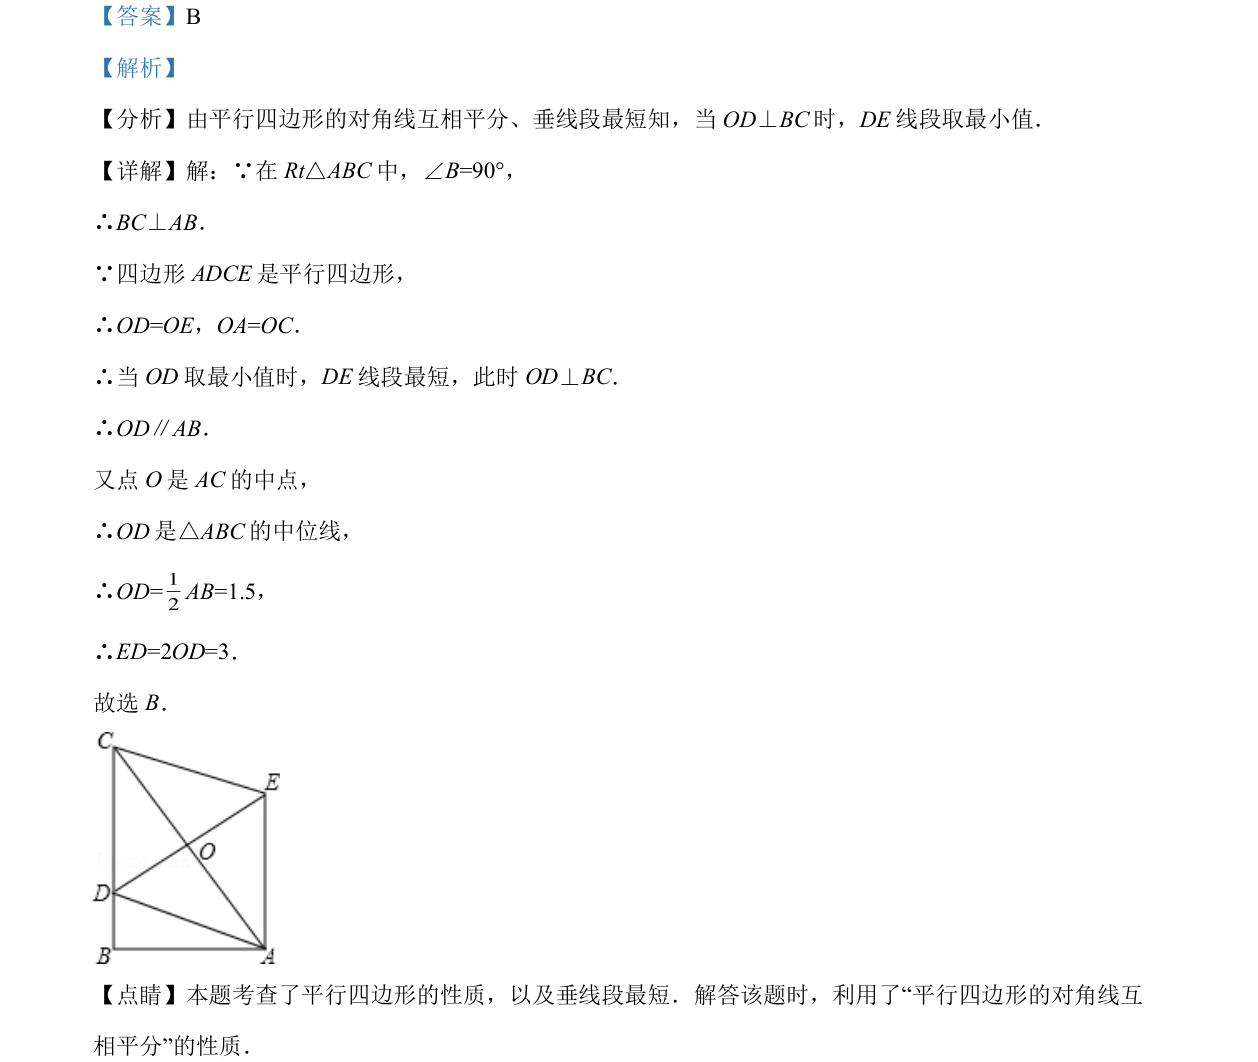 【答案】B
【解析】
【分析】由平行四边形的对角线互相平分、垂线段最短知，当 OD⊥BC 时，DE 线段取最小值．
【详解】解：∵在 Rt△ABC 中，∠B=90°，
∴BC⊥AB．
∵四边形 ADCE 是平行四边形，
∴OD=OE，OA=OC．
∴当 OD 取最小值时，DE 线段最短，此时 OD⊥BC．
∴OD∥AB．
又点 O 是 AC 的中点，
∴OD 是△ABC 的中位线，
∴OD=\frac{1}{2}AB=1.5，
∴ED=2OD=3．
故选 B．
C
E
O
D
B
A
【点睛】本题考查了平行四边形的性质，以及垂线段最短．解答该题时，利用了“平行四边形的对角线互
相平分”的性质．